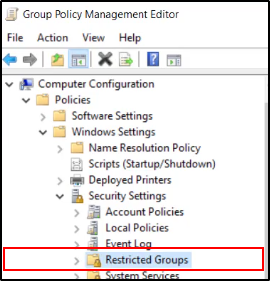 Group Policy Management Editor
File Action View Help
Computer Configuration
Policies
Software Settings
Windows Settings
Name Resolution Policy
Scripts (Startup/Shutdown)
Deployed Printers
Security Settings
Account Policies
Local Policies
Event Log
Restricted Groups
System Services